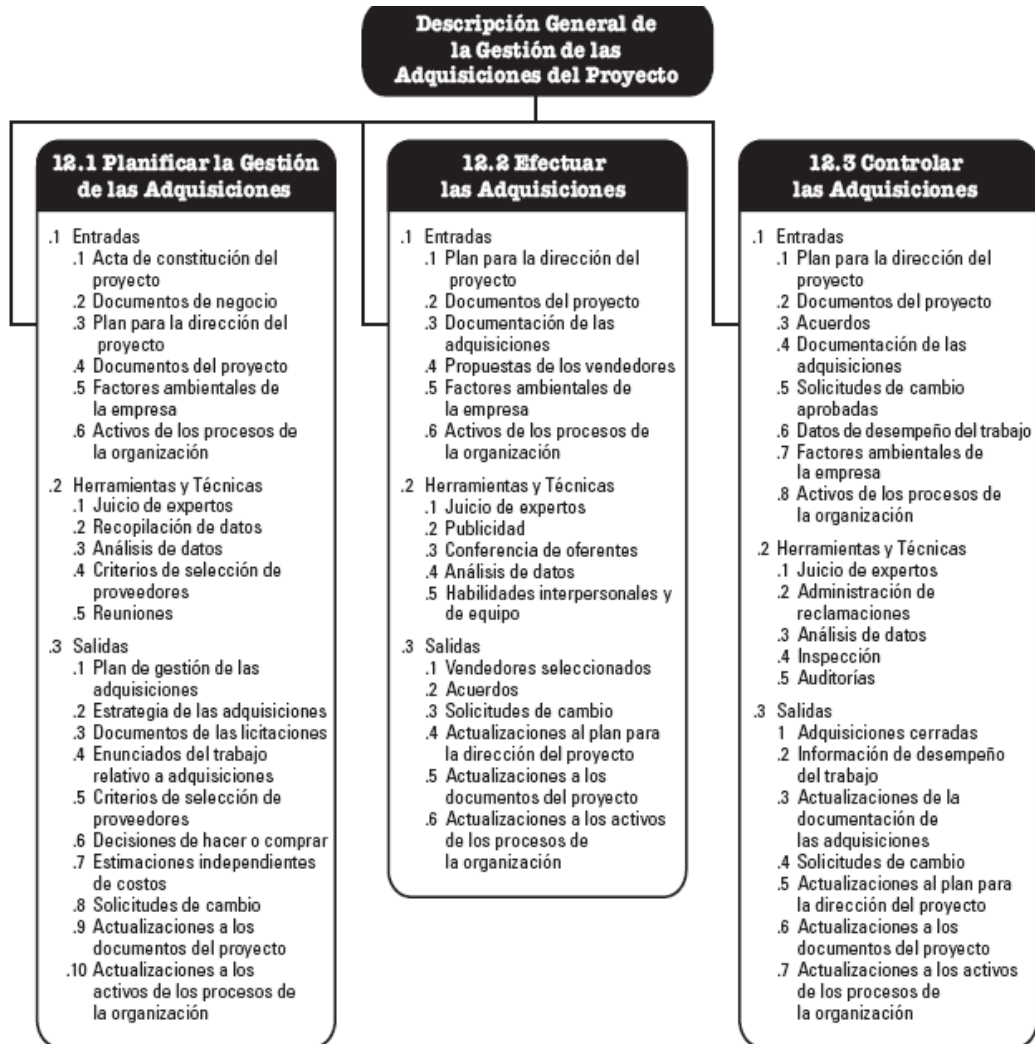 Descripción General de
la Gestión de las
Adquisiciones del Proyecto
12.1 Planificar la Gestión
de las Adquisiciones
.1 Entradas
.1 Acta de constitución del
proyecto
.2 Documentos de negocio
.3 Plan para la dirección del
proyecto
.4 Documentos del proyecto
.5 Factores ambientales de
la empresa
.6 Activos de los procesos de
la organización
.2 Herramientas y Técnicas
.1 Juicio de expertos
.2 Recopilación de datos
.3 Análisis de datos
.4 Criterios de selección de
proveedores
.5 Reuniones
.3 Salidas
.1 Plan de gestión de las
adquisiciones
.2 Estrategia de las adquisiciones
.3 Documentos de las licitaciones
.4 Enunciados del trabajo
relativo a adquisiciones
.5 Criterios de selección de
proveedores
.6 Decisiones de hacer o comprar
.7 Estimaciones independientes
de costos
.8 Solicitudes de cambio
.9 Actualizaciones a los
documentos del proyecto
.10 Actualizaciones a los
activos de los procesos de
la organización
12.2 Efectuar
las Adquisiciones
.1 Entradas
.1 Plan para la dirección del
proyecto
.2 Documentos del proyecto
.3 Documentación de las
adquisiciones
.4 Propuestas de los vendedores
.5 Factores ambientales de
la empresa
.6 Activos de los procesos de
la organización
.2 Herramientas y Técnicas
.1 Juicio de expertos
.2 Publicidad
.3 Conferencia de oferentes
.4 Análisis de datos
.5 Habilidades interpersonales y
de equipo
.3 Salidas
.1 Vendedores seleccionados
.2 Acuerdos
.3 Solicitudes de cambio
.4 Actualizaciones al plan para
la dirección del proyecto
.5 Actualizaciones a los
documentos del proyecto
.6 Actualizaciones a los activos
de los procesos de
la organización
12.3 Controlar
las Adquisiciones
.1 Entradas
.1 Plan para la dirección del
proyecto
.2 Documentos del proyecto
.3 Acuerdos
.4 Documentación de las
adquisiciones
.5 Solicitudes de cambio
aprobadas
.6 Datos de desempeño del trabajo
.7 Factores ambientales de
la empresa
.8 Activos de los procesos de
la organización
.2 Herramientas y Técnicas
.1 Juicio de expertos
.2 Administración de
reclamaciones
.3 Análisis de datos
.4 Inspección
.5 Auditorías
.3 Salidas
1 Adquisiciones cerradas
.2 Información de desempeño
del trabajo
.3 Actualizaciones de la
documentación de
las adquisiciones
.4 Solicitudes de cambio
.5 Actualizaciones al plan para
la dirección del proyecto
.6 Actualizaciones a los
documentos del proyecto
.7 Actualizaciones a los activos
de los procesos de
la organización